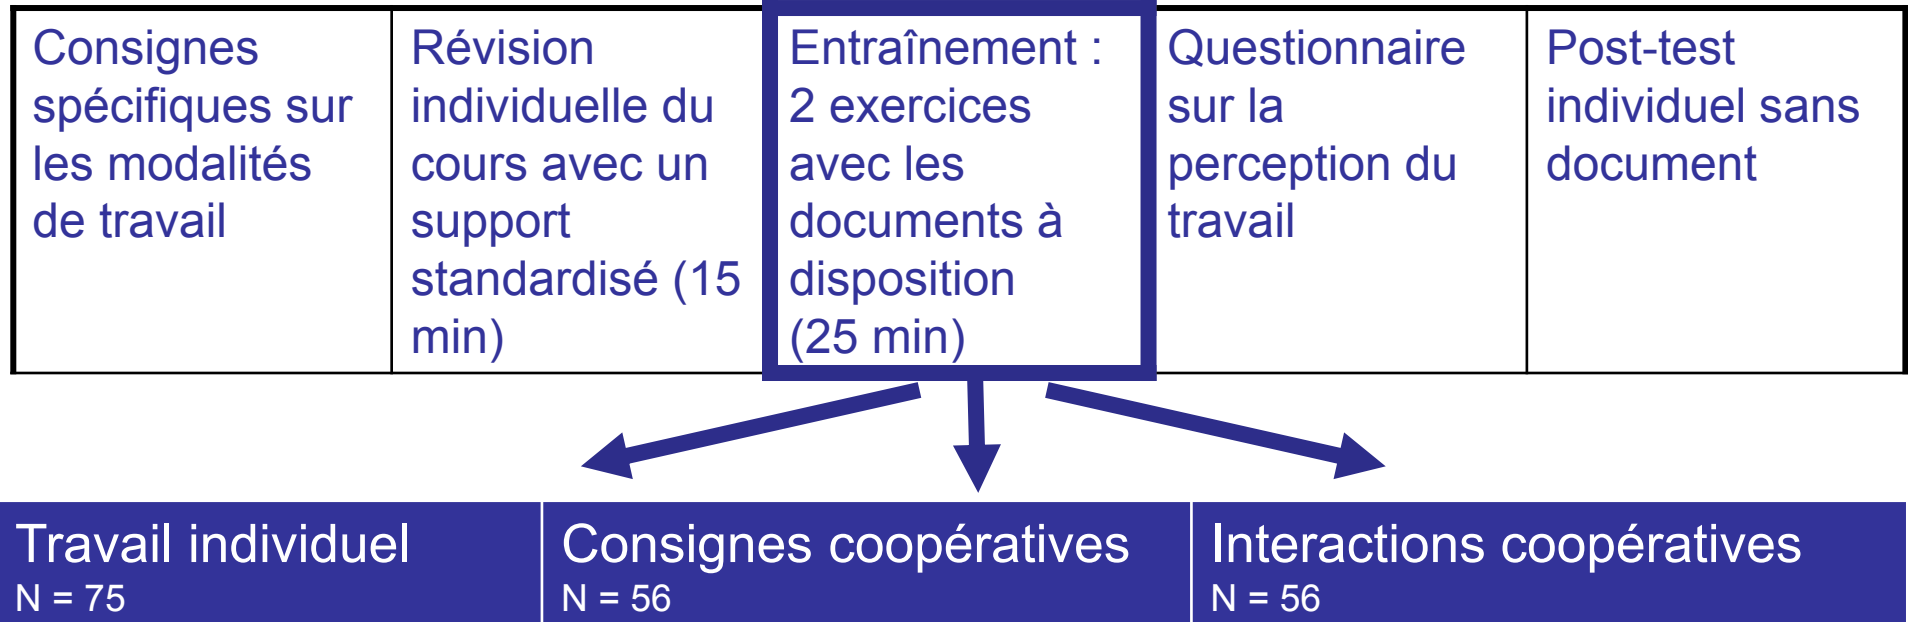 Consignes
spécifiques sur
les modalités
de travail
Révision
individuelle du
cours avec un
support
standardisé (15
min)
Entraînement :
2 exercices
avec les
documents à
disposition
(25 min)
Questionnaire
sur la
perception du
travail
Post-test
individuel sans
document
Travail individuel
N = 75
Consignes coopératives
N = 56
Interactions coopératives
N = 56